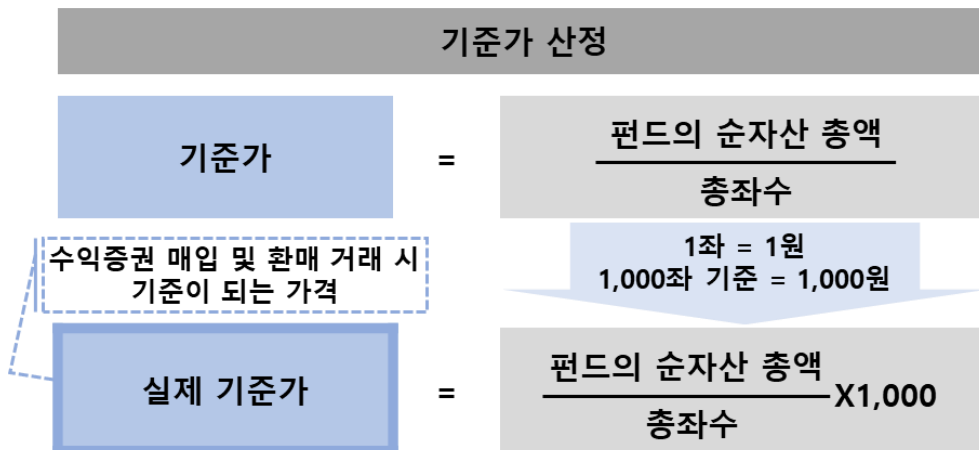 기준가 산정
기준가
=
펀드의 순자산 총액
총좌수
수익증권 매입 및 환매 거래 시
기준이 되는 가격
1좌 = 1원
1,000좌 기준 = 1,000원
실제 기준가
=
펀드의 순자산 총액
총좌수
X1,000